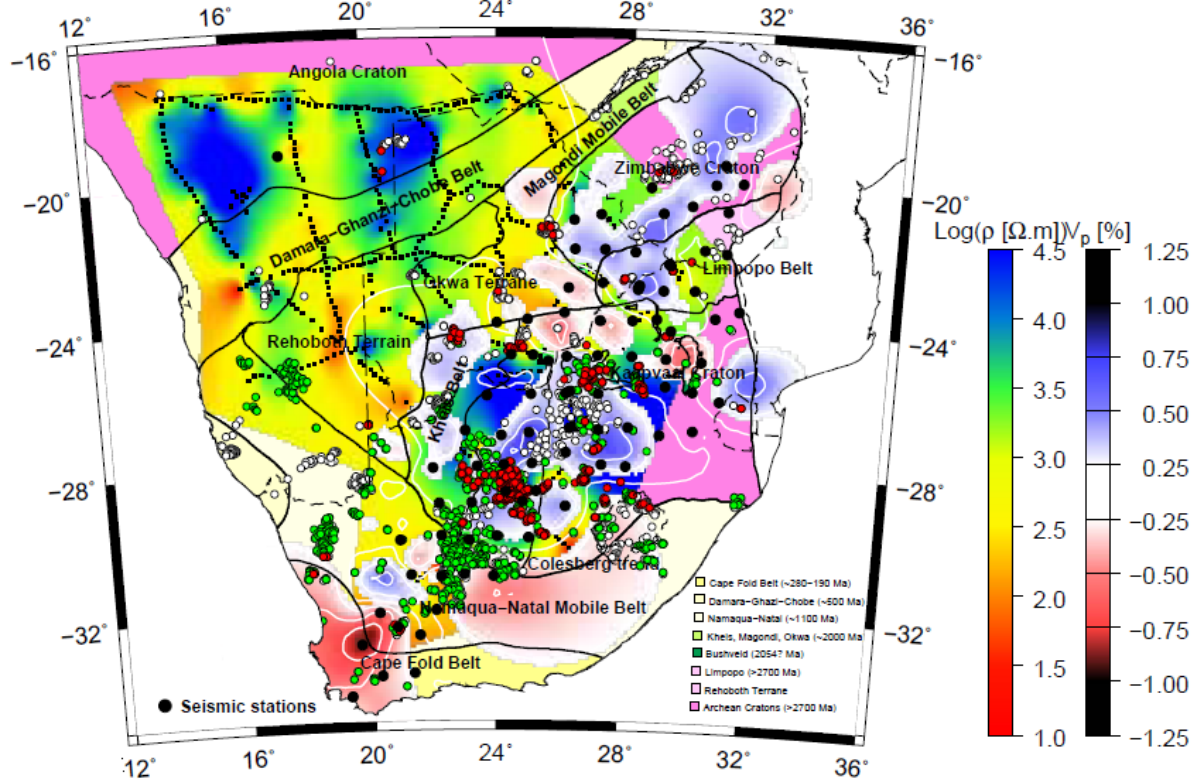 12° 16° 20° 24° 28° 32° 36°
−16° −16°
Angola Craton
Magondi Mobile Belt
Zimbabwe Craton
−20° −20°
Damara−Ghanzi−Chobe Belt
Log(ρ [Ω.m]) Vp [%]
Limpopo Belt
Okwa Terrane
4.5 1.25
1.00
−24° −24°
Rehoboth Terrain
4.0 0.75
Kaapvaal Craton
Kheis Belt
3.5 0.50
0.25
3.0
−28° −28°
−0.25
2.5
−0.50
Colesberg trend
Cape Fold Belt (~280−190 Ma)
Damara−Ghazi−Chobe (~500 Ma)
2.0
Namaqua−Natal Mobile Belt
Namaqua−Natal (~1100 Ma)
−0.75
−32° −32°
Kheis, Magondi, Okwa (~2000 Ma
Bushveld (2054? Ma)
Cape Fold Belt
1.5
Limpopo (>2700 Ma)
−1.00
Rehoboth Terrane
Seismic stations
Archean Cratons (>2700 Ma)
1.0 −1.25
12° 16° 20° 24° 28° 32° 36°